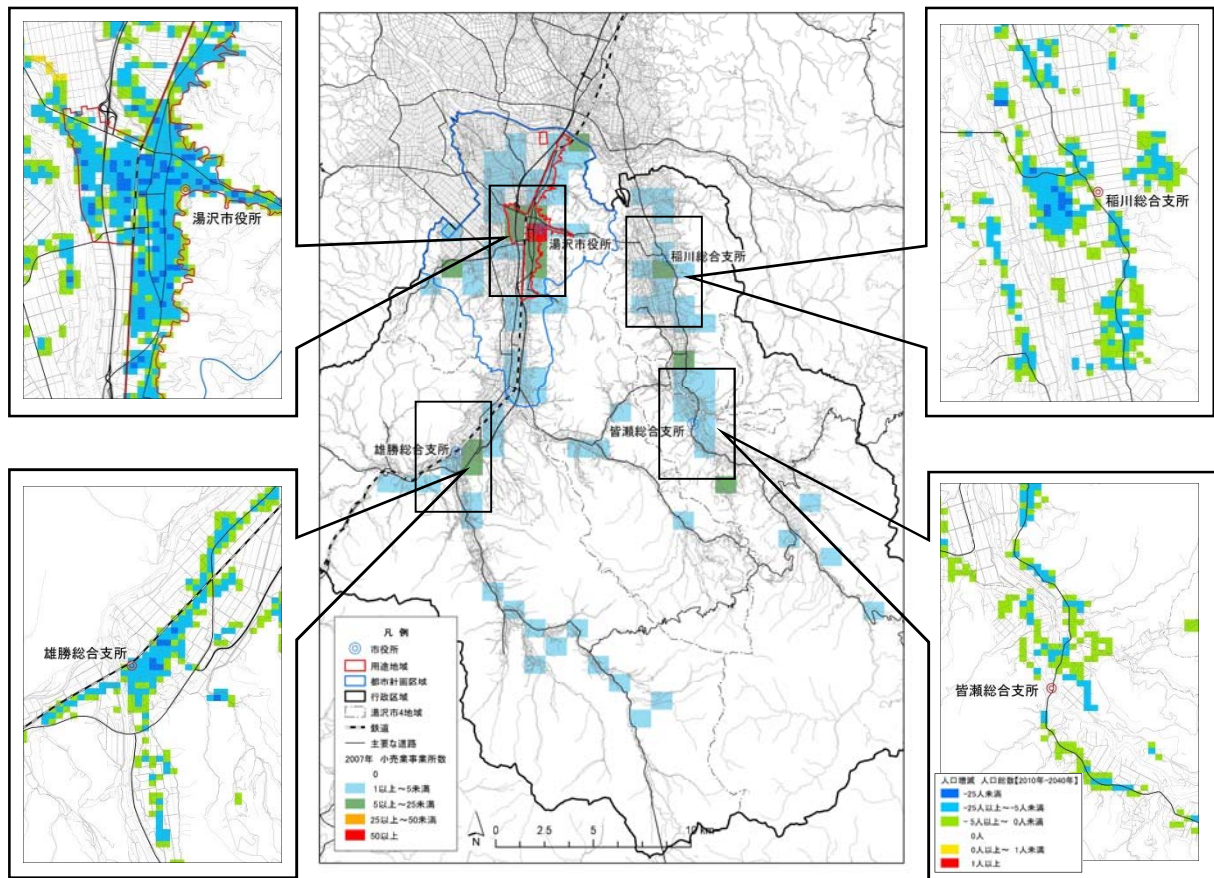 湯沢市役所
湯沢市役所
稲川総合支所
皆瀬総合支所
雄勝総合支所
稲川総合支所
雄勝総合支所
皆瀬総合支所
凡 例
市役所
用途地域
都市計画区域
行政区域
湯沢市4地域
鉄道
主要な道路
2007年 小売業事業所数
0
1以上~5未満
5以上~25未満
25以上~50未満
50以上
N
0 2.5 5 10 km
人口増減 人口総数【2010年-2040年】
-25人未満
-25人以上~-5人未満
-5人以上~ 0人未満
0人
0人以上~ 1人未満
1人以上